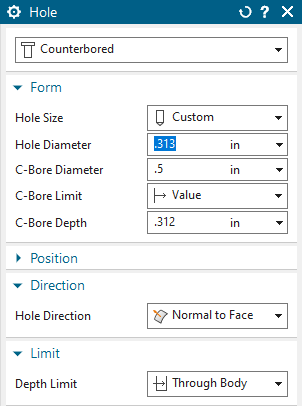 Hole ?
Counterbored
Form
Hole Size Custom
Hole Diameter .313 in
C-Bore Diameter .5 in
C-Bore Limit Value
C-Bore Depth .312 in
Position
Direction
Hole Direction Normal to Face
Limit
Depth Limit Through Body